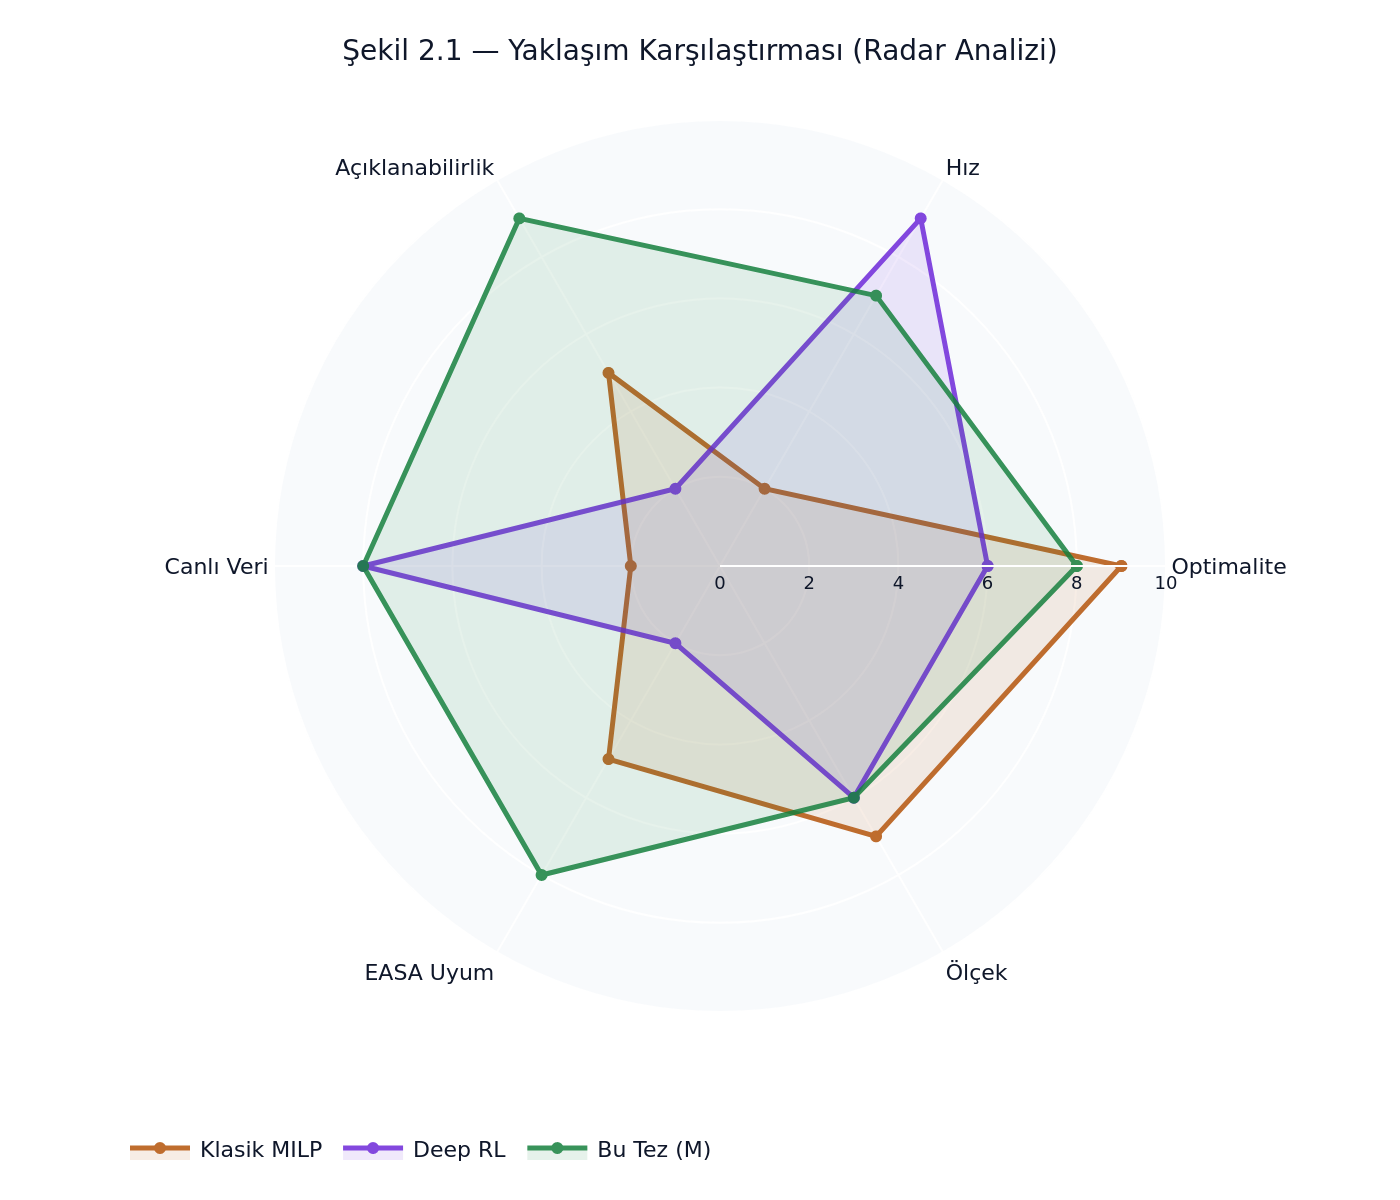 Şekil 2.1 — Yaklaşım Karşılaştırması (Radar Analizi)
Açıklanabilirlik
Hız
Canlı Veri
Optimalite
0 2 4 6 8 10
EASA Uyum
Ölçek
Klasik MILP
Deep RL
Bu Tez (M)